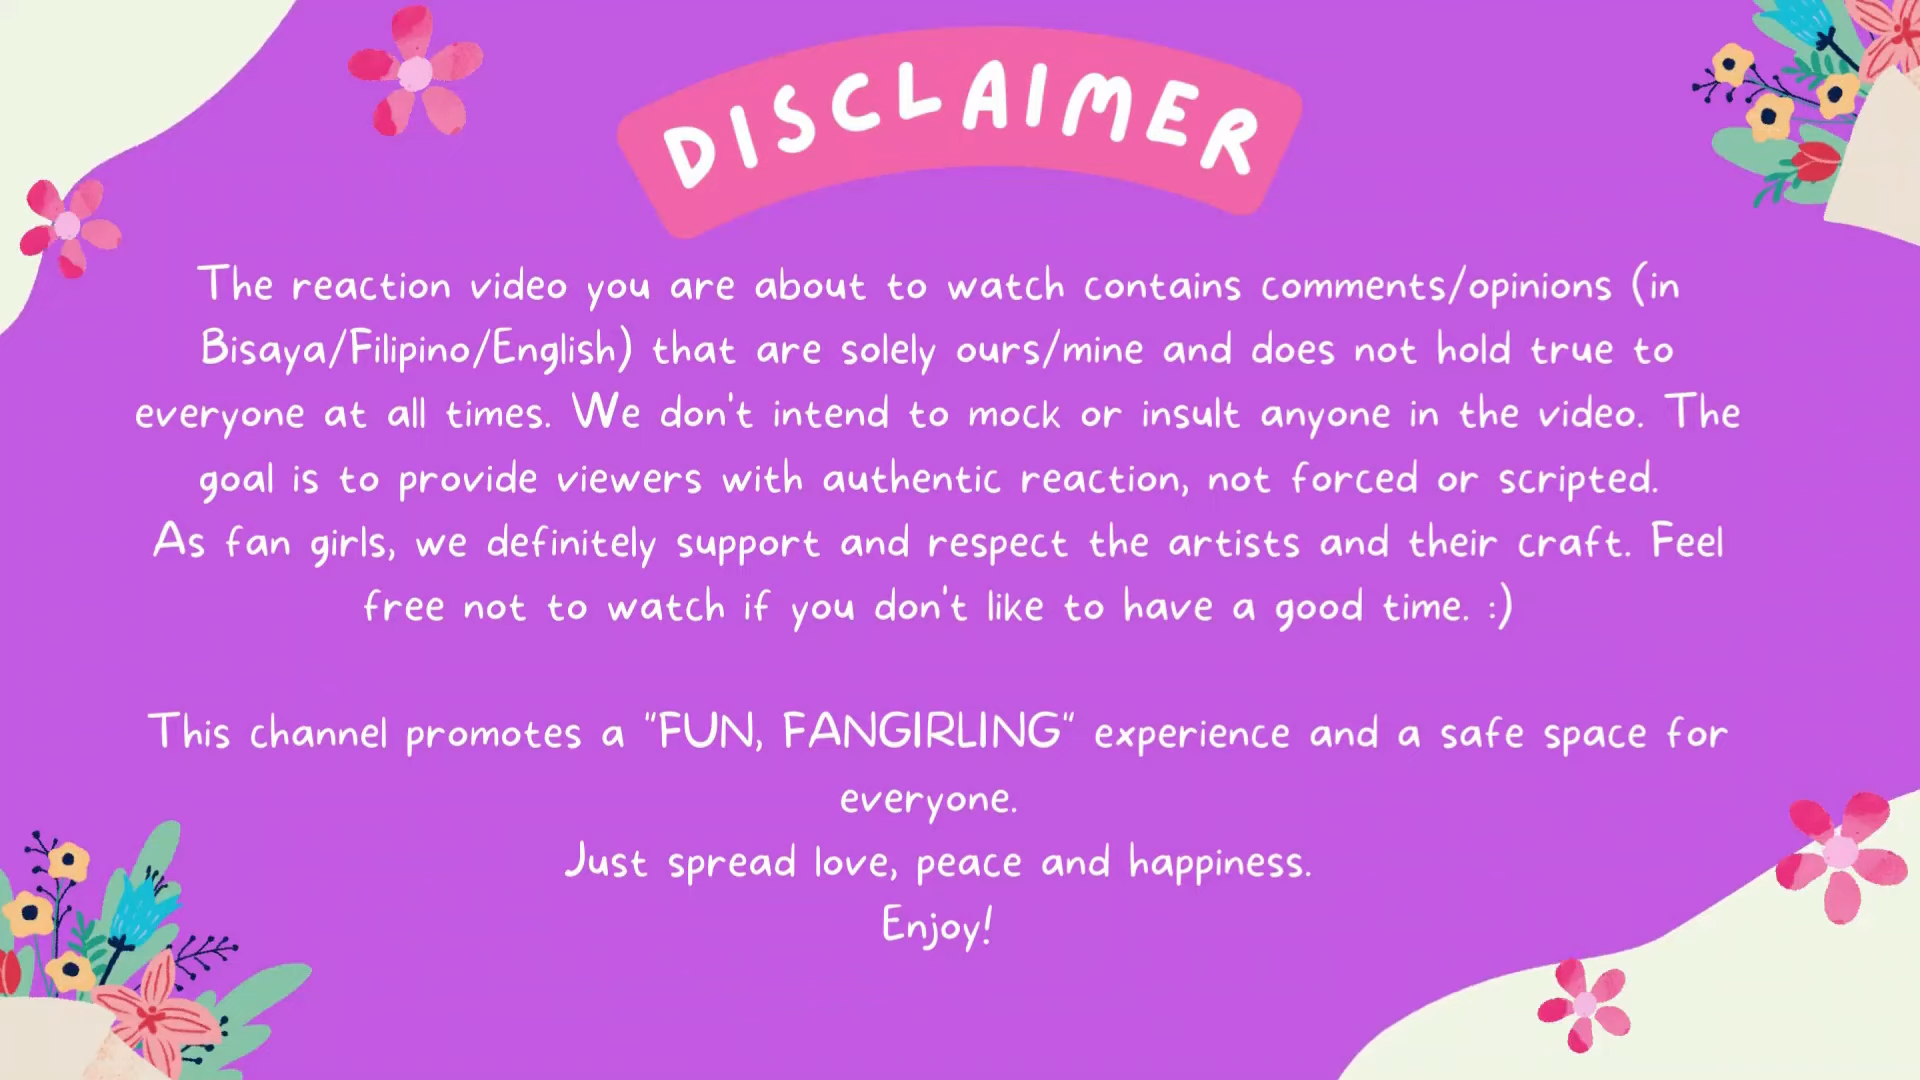 DISCLAIMER
The reaction video you are about to watch contains comments/opinions (in
Bisaya/Filipino/English) that are solely ours/mine and does not hold true to
everyone at all times. We don't intend to mock or insult anyone in the video. The
goal is to provide viewers with authentic reaction, not forced or scripted.
As fan girls, we definitely support and respect the artists and their craft. Feel
free not to watch if you don't like to have a good time. :)
This channel promotes a "FUN, FANGIRLING" experience and a safe space for
everyone.
Just spread love, peace and happiness.
Enjoy!